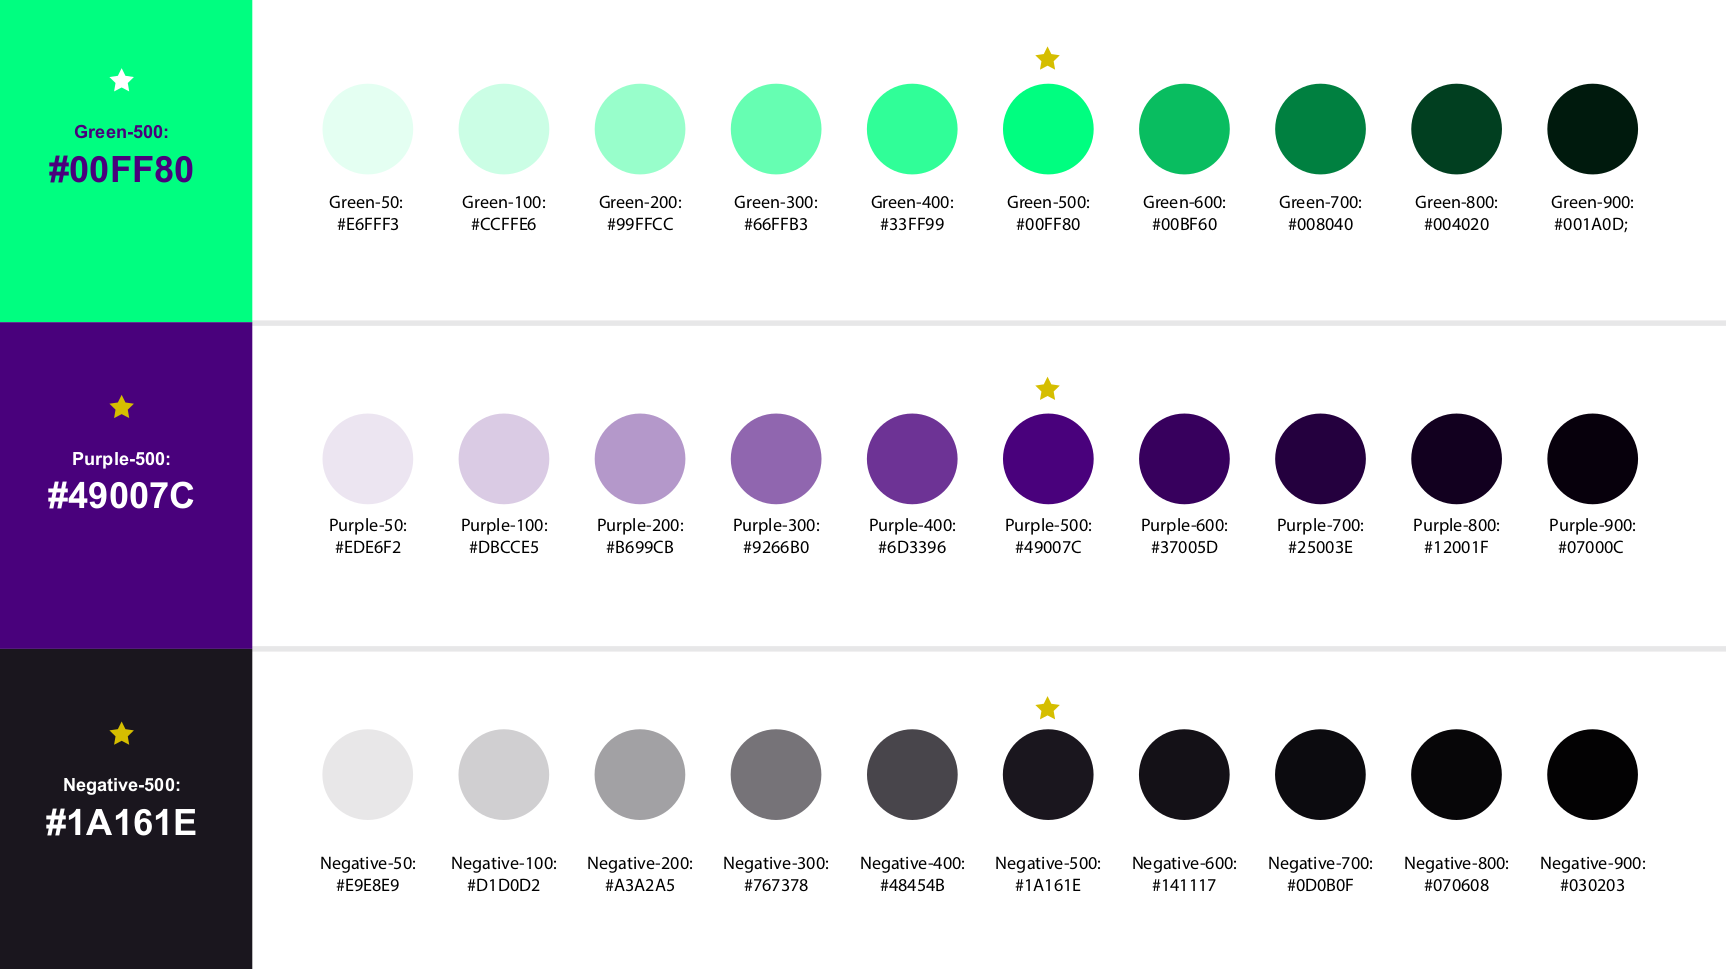 Green-500:
#00FF80
Green-50:
#E6FFF3
Green-100:
#CCFFE6
Green-200:
#99FFCC
Green-300:
#66FFB3
Green-400:
#33FF99
Green-500:
#00FF80
Green-600:
#00BF60
Green-700:
#008040
Green-800:
#004020
Green-900:
#001A0D;
Purple-500:
#49007C
Purple-50:
#EDE6F2
Purple-100:
#DBCCE5
Purple-200:
#B699CB
Purple-300:
#9266B0
Purple-400:
#6D3396
Purple-500:
#49007C
Purple-600:
#37005D
Purple-700:
#25003E
Purple-800:
#12001F
Purple-900:
#07000C
Negative-500:
#1A161E
Negative-50:
#E9E8E9
Negative-100:
#D1D0D2
Negative-200:
#A3A2A5
Negative-300:
#767378
Negative-400:
#48454B
Negative-500:
#1A161E
Negative-600:
#141117
Negative-700:
#0D0B0F
Negative-800:
#070608
Negative-900:
#030203